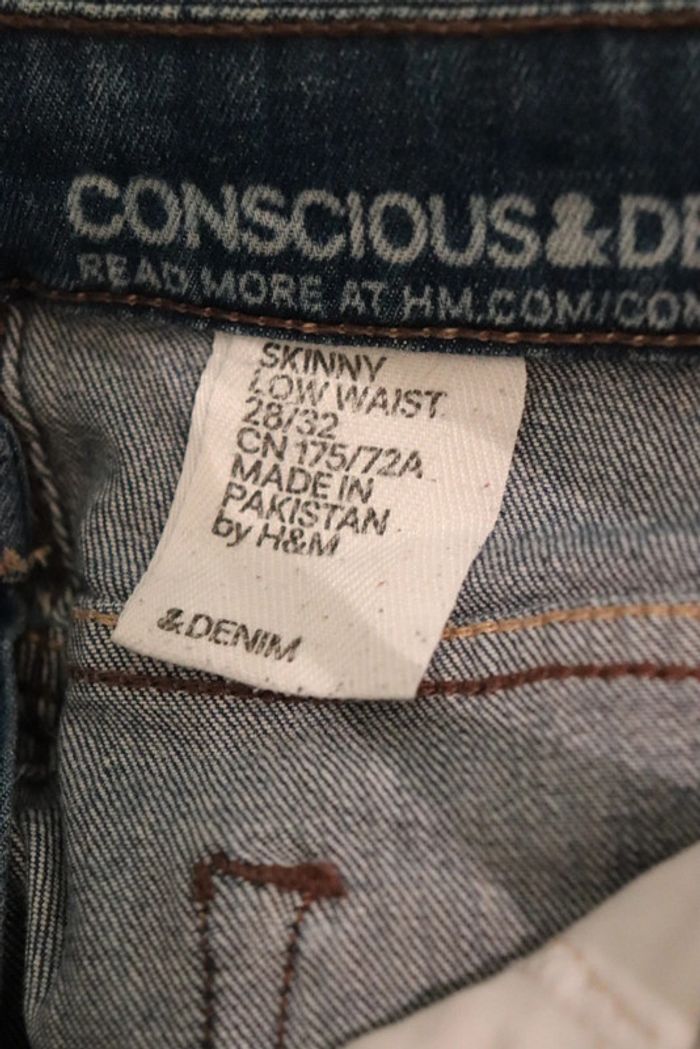 CONSCIOUS&DE
READ MORE AT HM.COM/CON
SKINNY
LOW WAIST
28/32
CN 175/72A
MADE IN
PAKISTAN
by H&M
&DENIM